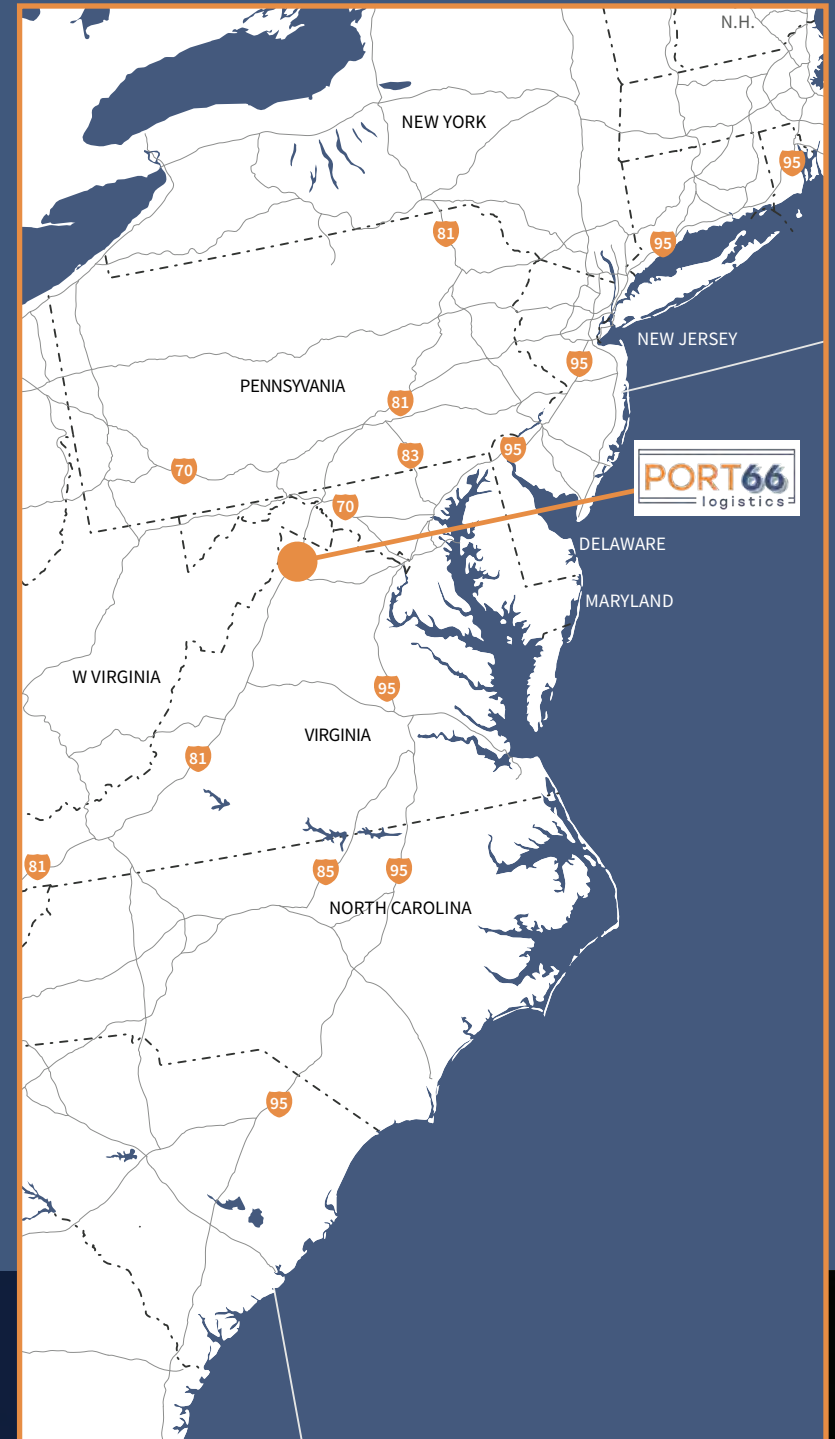 N.H.
NEW YORK
95
81
95
NEW JERSEY
95
PENNSYVANIA
81
83
95
70
PORT66
logistics
70
DELAWARE
MARYLAND
W VIRGINIA
95
VIRGINIA
81
81
85
95
NORTH CAROLINA
95